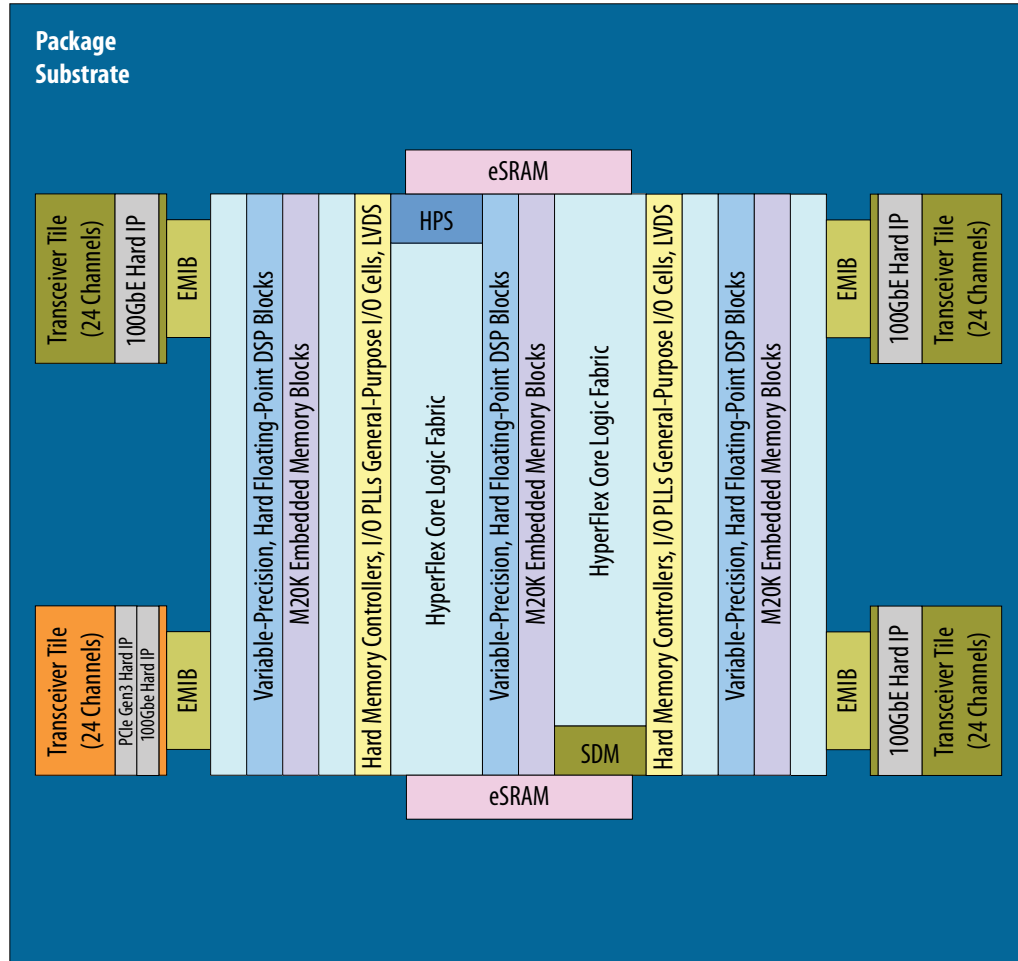 Package
Substrate
eSRAM
Transceiver Tile
(24 Channels)
100GbE Hard IP
EMIB
Variable-Precision, Hard Floating-Point DSP Blocks
M20K Embedded Memory Blocks
Hard Memory Controllers, I/O PLLs General-Purpose I/O Cells, LVDS
HPS
HyperFlex Core Logic Fabric
Variable-Precision, Hard Floating-Point DSP Blocks
M20K Embedded Memory Blocks
HyperFlex Core Logic Fabric
SDM
Hard Memory Controllers, I/O PLLs General-Purpose I/O Cells, LVDS
Variable-Precision, Hard Floating-Point DSP Blocks
M20K Embedded Memory Blocks
EMIB
100GbE Hard IP
Transceiver Tile
(24 Channels)
Transceiver Tile
(24 Channels)
PCIe Gen3 Hard IP
100Gbe Hard IP
EMIB
EMIB
100GbE Hard IP
Transceiver Tile
(24 Channels)
eSRAM